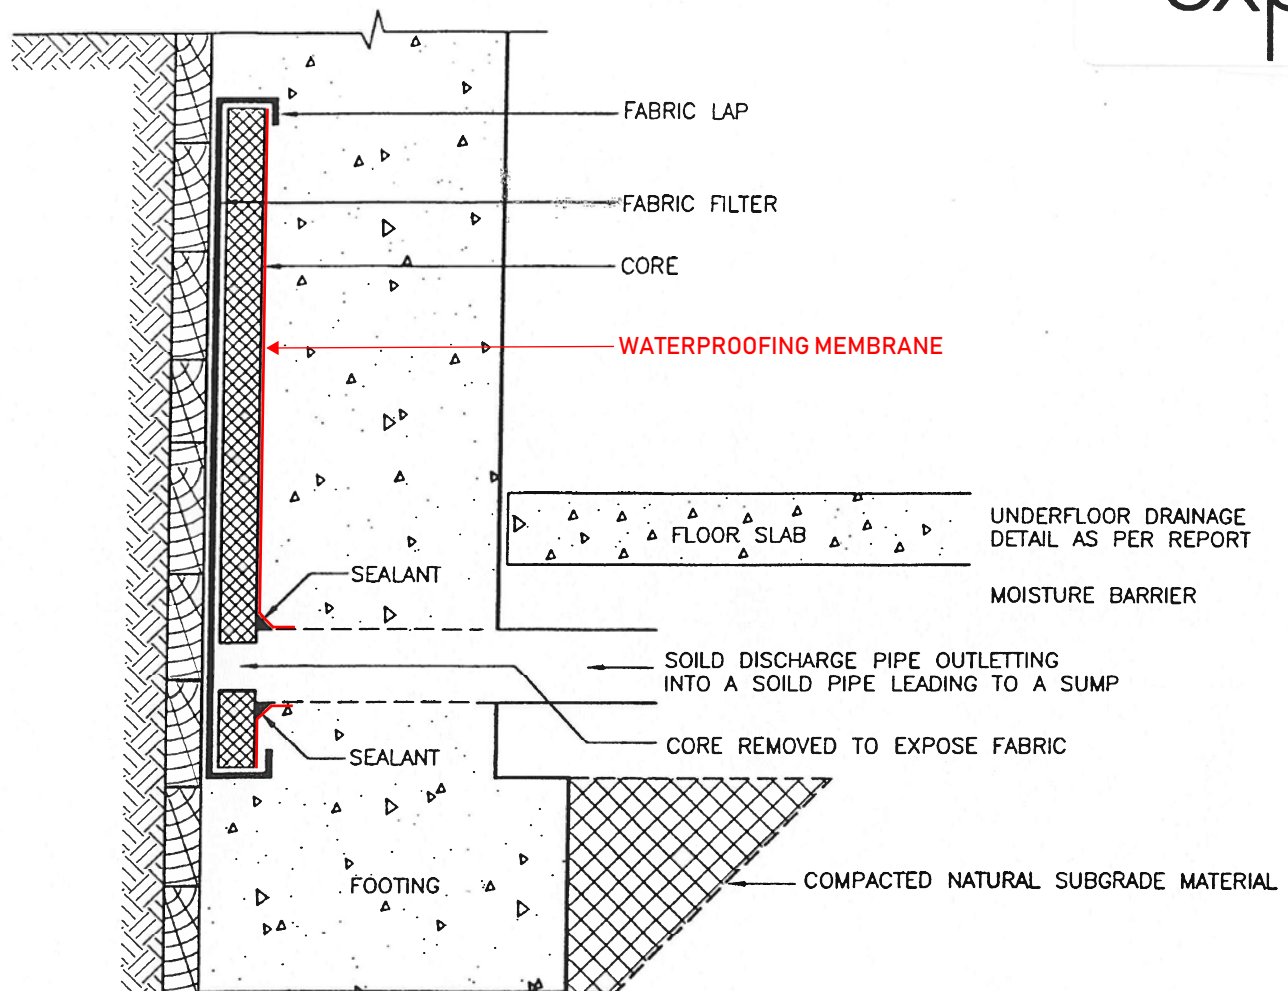 FABRIC LAP
FABRIC FILTER
CORE
WATERPROOFING MEMBRANE
FLOOR SLAB
UNDERFLOOR DRAINAGE
DETAIL AS PER REPORT
SEALANT
MOISTURE BARRIER
SOILD DISCHARGE PIPE OUTLETTING
INTO A SOILD PIPE LEADING TO A SUMP
CORE REMOVED TO EXPOSE FABRIC
SEALANT
FOOTING
COMPACTED NATURAL SUBGRADE MATERIAL